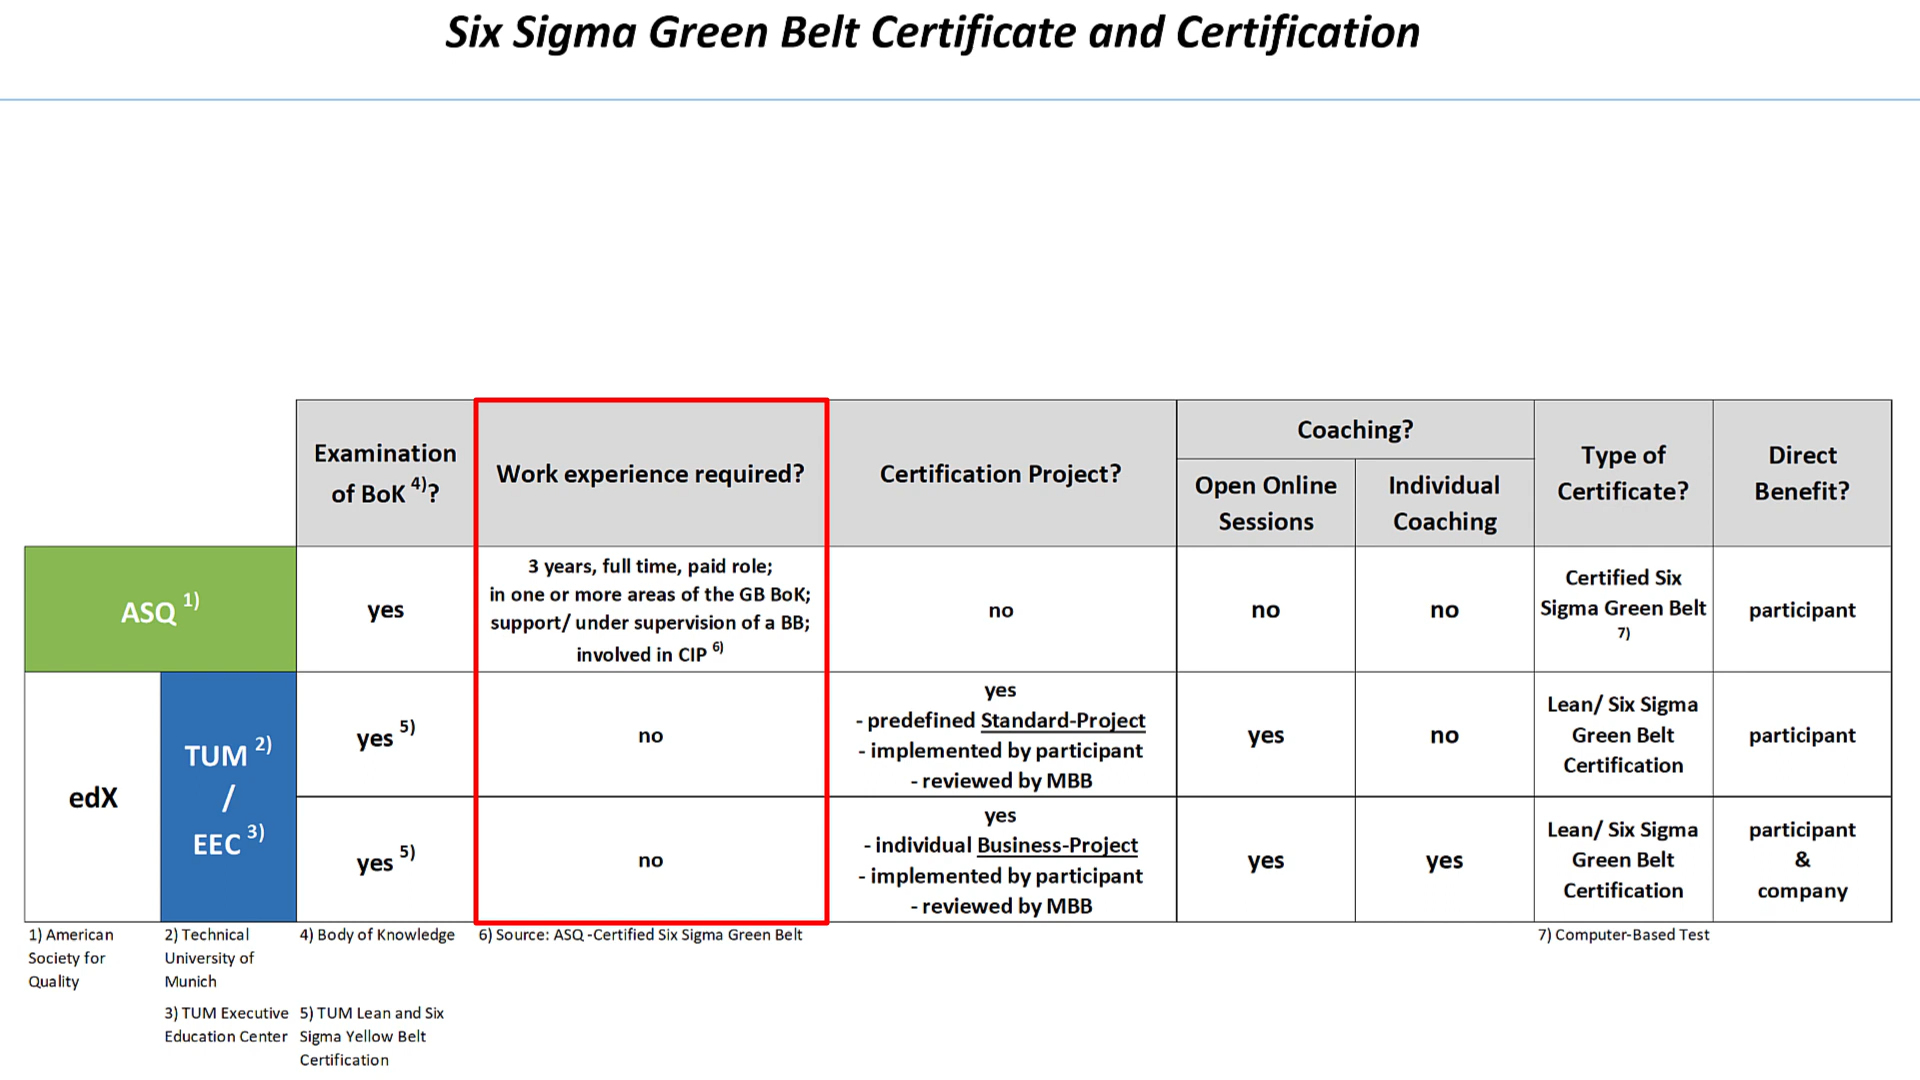 Six Sigma Green Belt Certificate and Certification
Examination
of BoK 4)?
Work experience required?
Certification Project?
Coaching?
Open Online
Sessions
Individual
Coaching
Type of
Certificate?
Direct
Benefit?
ASQ 1)
yes
3 years, full time, paid role;
in one or more areas of the GB BoK;
support/ under supervision of a BB;
involved in CIP 6)
no
no
no
Certified Six
Sigma Green Belt
7)
participant
edX
TUM 2)
/
EEC 3)
yes 5)
no
yes
- predefined Standard-Project
- implemented by participant
- reviewed by MBB
yes
no
Lean/ Six Sigma
Green Belt
Certification
participant
yes 5)
no
yes
- individual Business-Project
- implemented by participant
- reviewed by MBB
yes
yes
Lean/ Six Sigma
Green Belt
Certification
participant
&
company
1) American
Society for
Quality
2) Technical
University of
Munich
3) TUM Executive
Education Center
4) Body of Knowledge
5) TUM Lean and Six
Sigma Yellow Belt
Certification
6) Source: ASQ -Certified Six Sigma Green Belt
7) Computer-Based Test